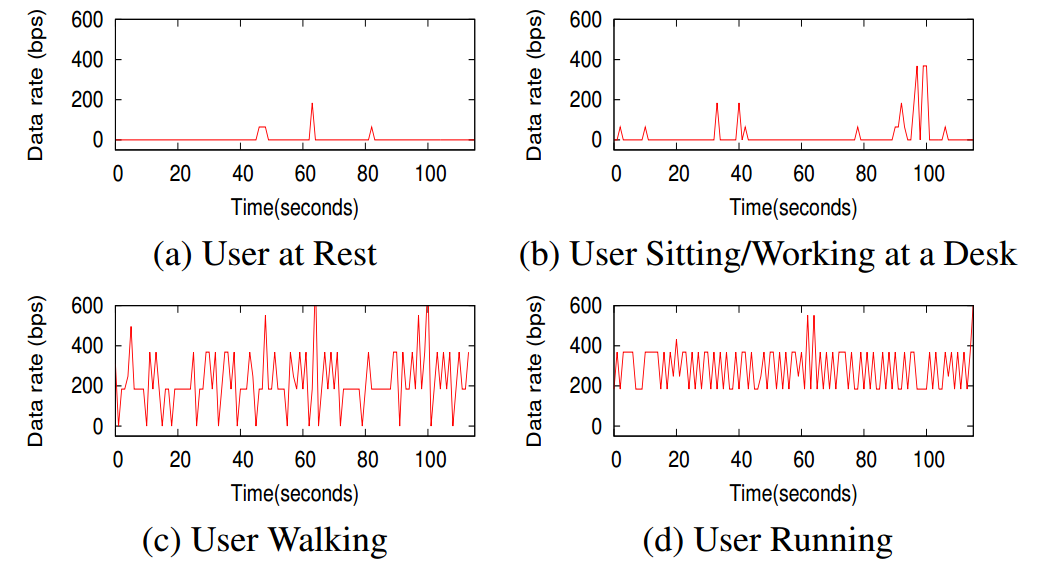 600
400
200
0
Data rate (bps)
0 20 40 60 80 100
Time(seconds)
(a) User at Rest
600
400
200
0
Data rate (bps)
0 20 40 60 80 100
Time(seconds)
(b) User Sitting/Working at a Desk
600
400
200
0
Data rate (bps)
0 20 40 60 80 100
Time(seconds)
(c) User Walking
600
400
200
0
Data rate (bps)
0 20 40 60 80 100
Time(seconds)
(d) User Running